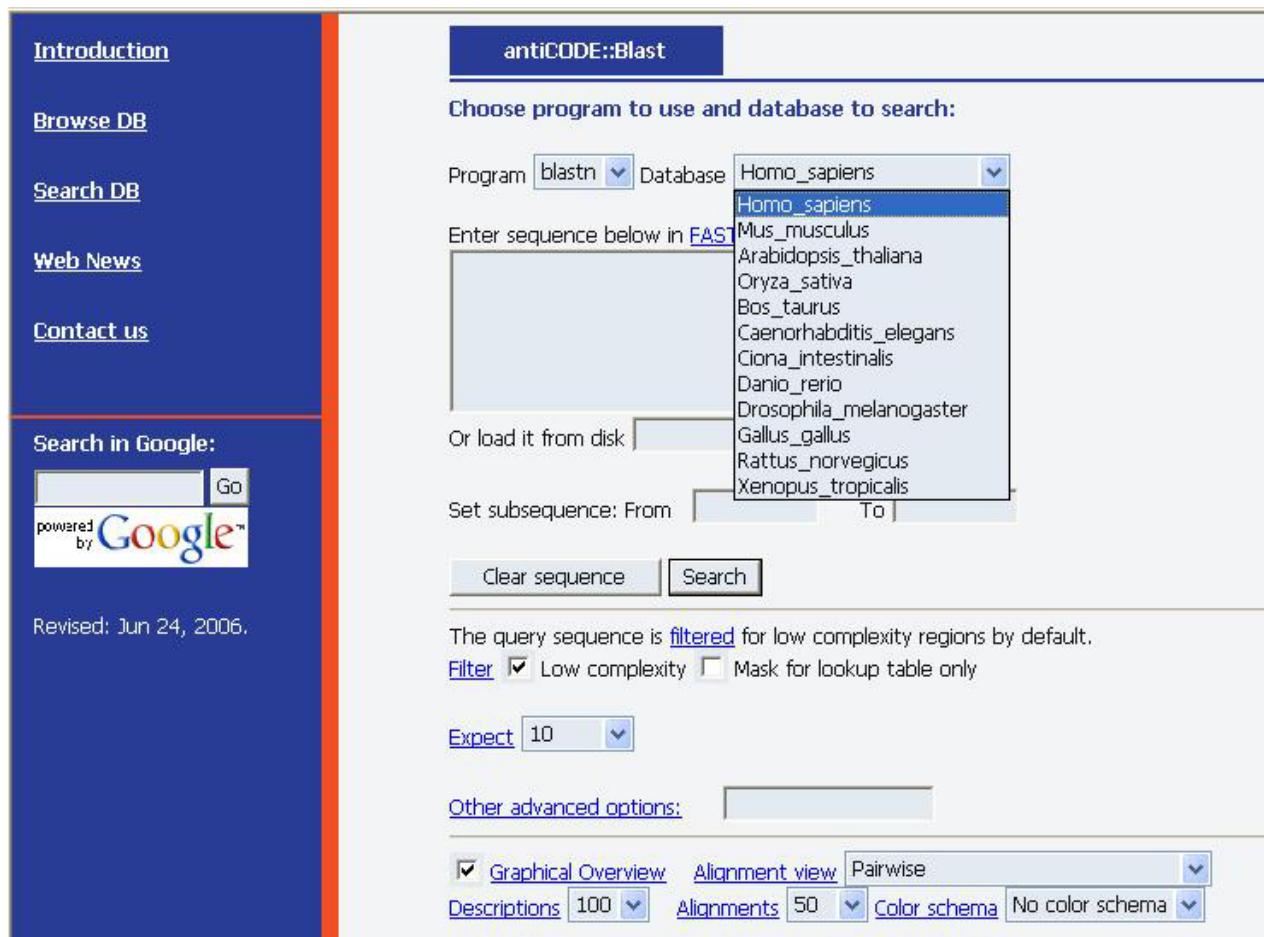 Introduction
Browse DB
Search DB
Web News
Contact us
Search in Google:
Go
powered by Google™
Revised: Jun 24, 2006.
antiCODE::Blast
Choose program to use and database to search:
Program blastn Database Homo_sapiens
Homo_sapiens
Mus_musculus
Arabidopsis_thaliana
Oryza_sativa
Bos_taurus
Caenorhabditis_elegans
Ciona_intestinalis
Danio_rerio
Drosophila_melanogaster
Gallus_gallus
Rattus_norvegicus
Xenopus_tropicalis
Enter sequence below in FAST
Or load it from disk
Set subsequence: From To
Clear sequence Search
The query sequence is filtered for low complexity regions by default.
Filter Low complexity Mask for lookup table only
Expect 10
Other advanced options:
Graphical Overview Alignment view Pairwise
Descriptions 100 Alignments 50 Color schema No color schema